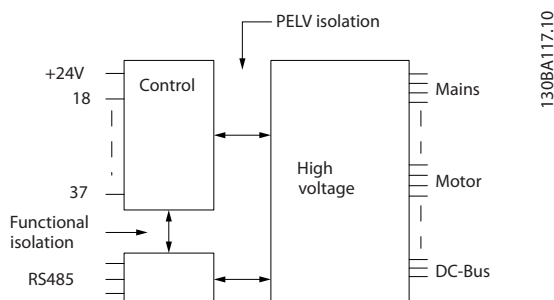 PELV isolation
130BA117.10
+24V
Control
Mains
18
High
voltage
Motor
37
Functional
isolation
RS485
DC-Bus